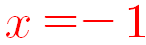 x = − 1